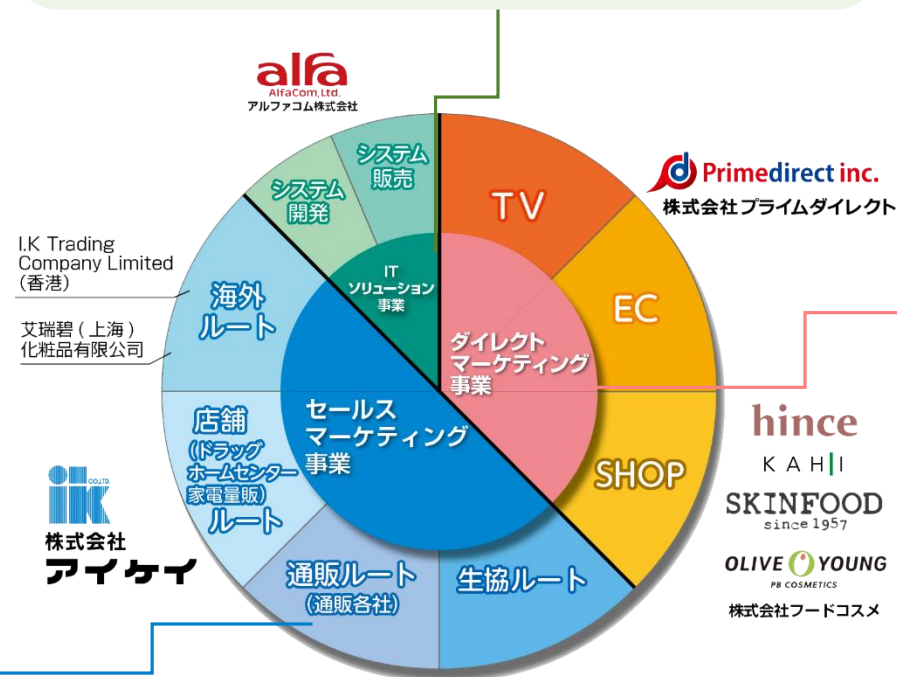 alfa
AlfaCom,Ltd.
アルファコム株式会社
システム
販売
システム
開発
IT
ソリューション
事業
TV
EC
SHOP
ダイレクト
マーケティング
事業
Primedirect inc.
株式会社プライムダイレクト
I.K Trading
Company Limited
(香港)
艾瑞碧(上海)
化粧品有限公司
海外
ルート
店舗
(ドラッグ
ホームセンター
家電量販)
ルート
セールス
マーケティング
事業
通販ルート
(通販各社)
生協ルート
ik
CO.,LTD
株式会社
アイケイ
hince
KAHI
SKINFOOD
since 1957
OLIVE YOUNG
PB COSMETICS
株式会社フードコスメ